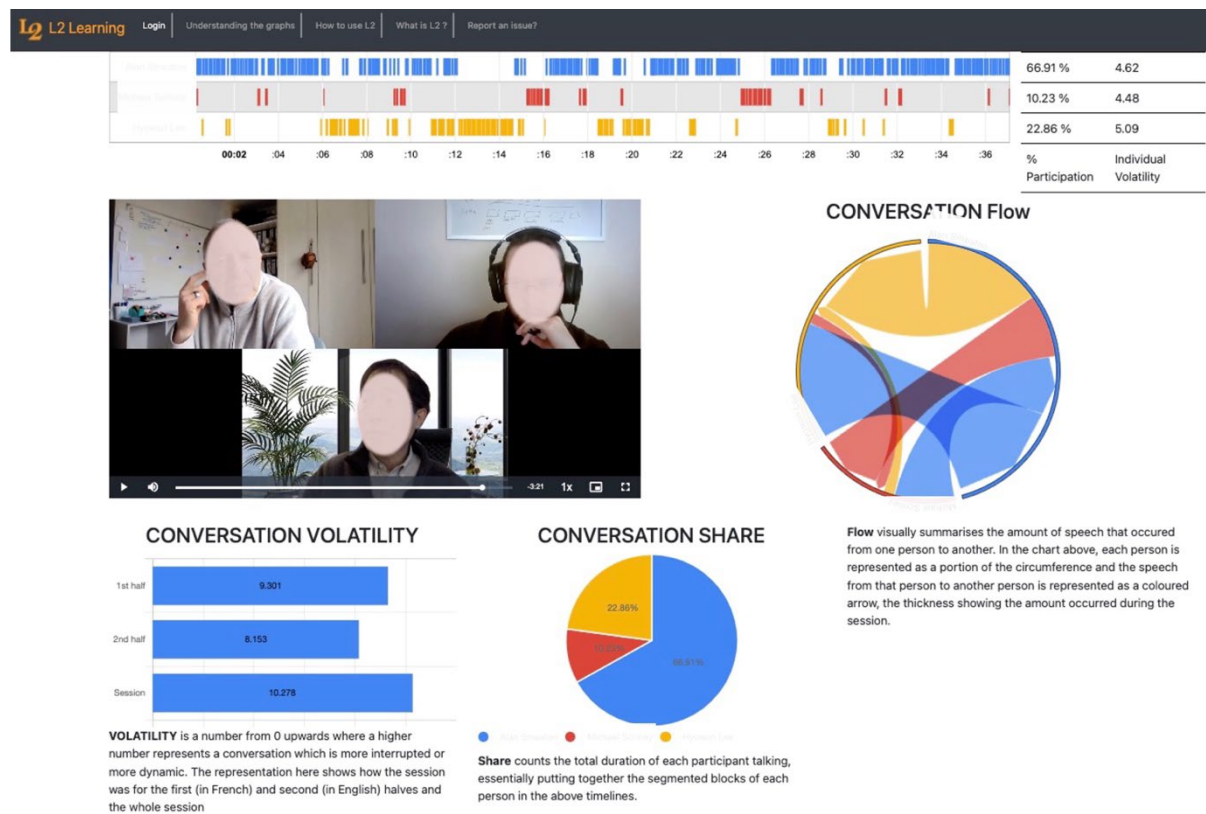 L2 L2 Learning Login Understanding the graphs How to use L2 What is L2 ? Report an issue?
66.91 % 4.62
10.23 % 4.48
22.86 % 5.09
% Participation Individual Volatility
00:02 :04 :06 :08 :10 :12 :14 :16 :18 :20 :22 :24 :26 :28 :30 :32 :34 :36
CONVERSATION Flow
-3:21 1x
CONVERSATION VOLATILITY
1st half 9.301
2nd half 8.153
Session 10.278
VOLATILITY is a number from 0 upwards where a higher
number represents a conversation which is more interrupted or
more dynamic. The representation here shows how the session
was for the first (in French) and second (in English) halves and
the whole session
CONVERSATION SHARE
22.86%
66.91%
Share counts the total duration of each participant talking,
essentially putting together the segmented blocks of each
person in the above timelines.
Flow visually summarises the amount of speech that occured
from one person to another. In the chart above, each person is
represented as a portion of the circumference and the speech
from that person to another person is represented as a coloured
arrow, the thickness showing the amount occurred during the
session.